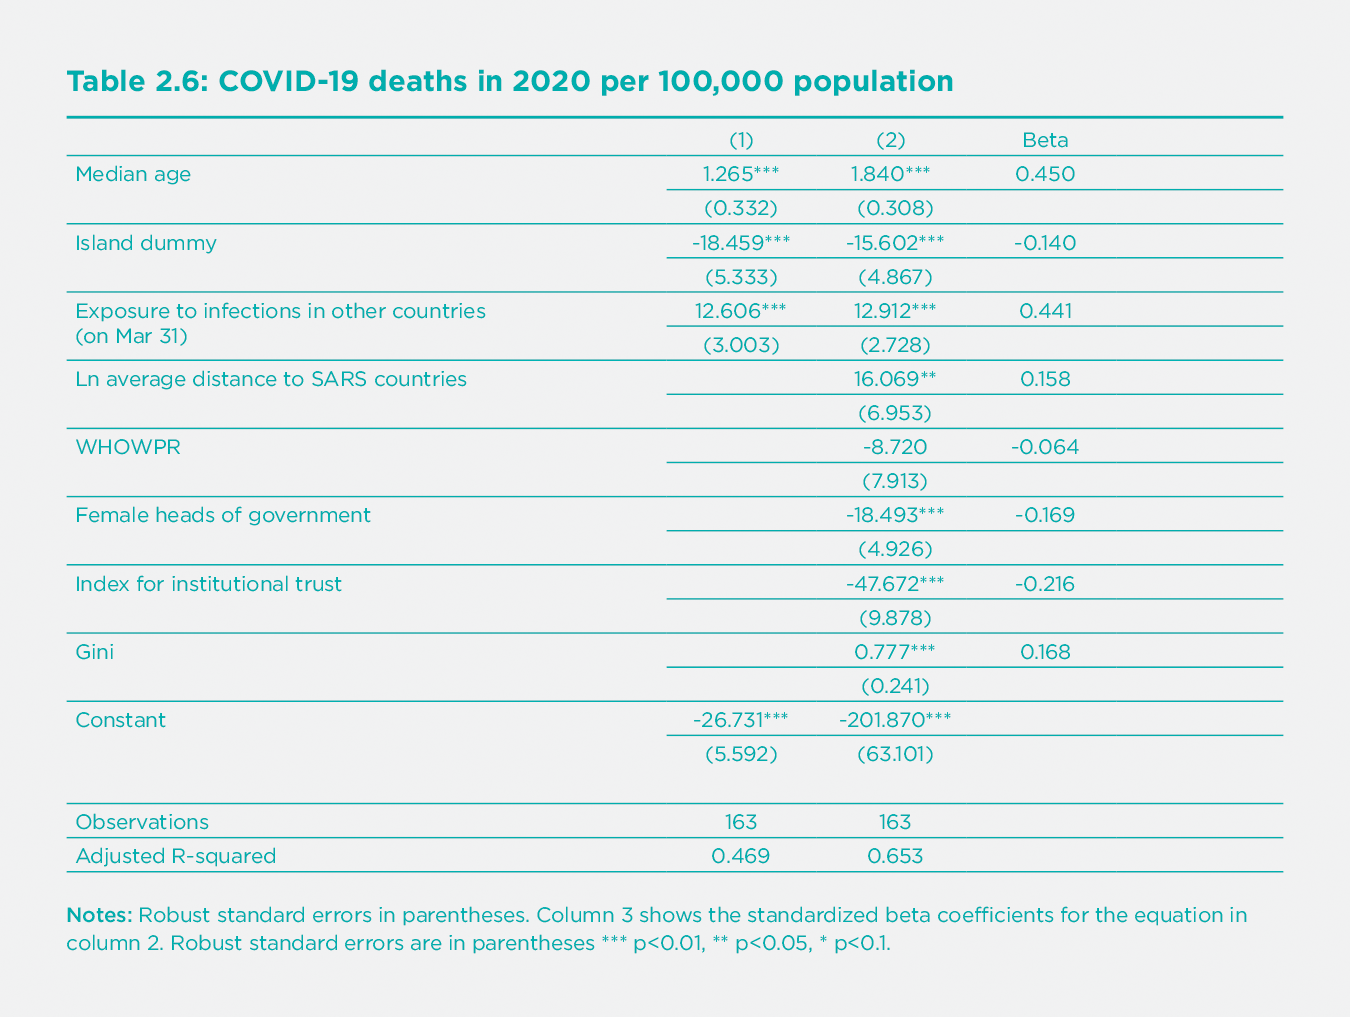 Table 2.6: COVID-19 deaths in 2020 per 100,000 population
(1) (2) Beta
Median age 1.265*** 1.840*** 0.450
(0.332) (0.308)
Island dummy -18.459*** -15.602*** -0.140
(5.333) (4.867)
Exposure to infections in other countries 12.606*** 12.912*** 0.441
(on Mar 31) (3.003) (2.728)
Ln average distance to SARS countries 16.069** 0.158
(6.953)
WHOWPR -8.720 -0.064
(7.913)
Female heads of government -18.493*** -0.169
(4.926)
Index for institutional trust -47.672*** -0.216
(9.878)
Gini 0.777*** 0.168
(0.241)
Constant -26.731*** -201.870***
(5.592) (63.101)
Observations 163 163
Adjusted R-squared 0.469 0.653
Notes: Robust standard errors in parentheses. Column 3 shows the standardized beta coefficients for the equation in
column 2. Robust standard errors are in parentheses *** p<0.01, ** p<0.05, * p<0.1.